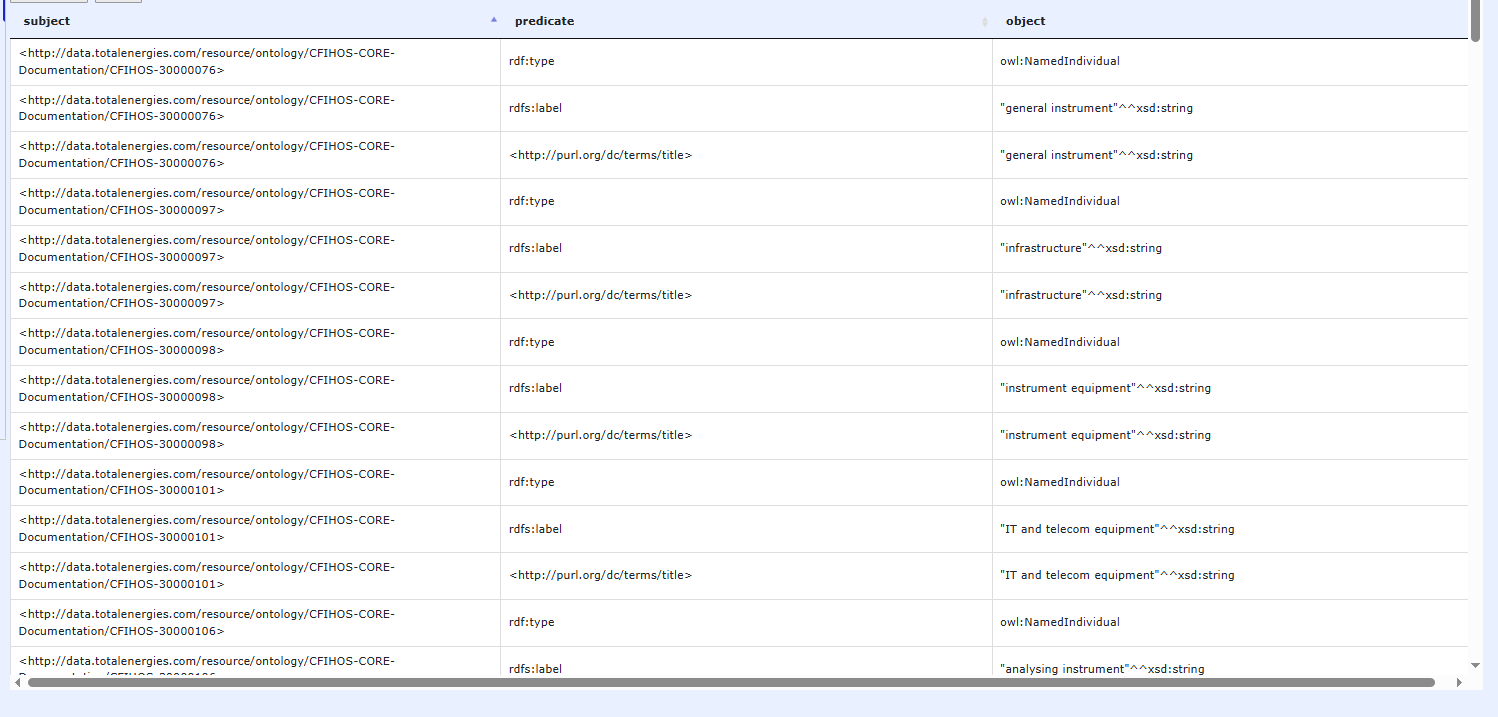 subject predicate object
<http://data.totalenergies.com/resource/ontology/CFIHOS-CORE-
Documentation/CFIHOS-30000076> rdf:type owl:NamedIndividual
<http://data.totalenergies.com/resource/ontology/CFIHOS-CORE-
Documentation/CFIHOS-30000076> rdfs:label "general instrument"^^xsd:string
<http://data.totalenergies.com/resource/ontology/CFIHOS-CORE-
Documentation/CFIHOS-30000076> <http://purl.org/dc/terms/title> "general instrument"^^xsd:string
<http://data.totalenergies.com/resource/ontology/CFIHOS-CORE-
Documentation/CFIHOS-30000097> rdf:type owl:NamedIndividual
<http://data.totalenergies.com/resource/ontology/CFIHOS-CORE-
Documentation/CFIHOS-30000097> rdfs:label "infrastructure"^^xsd:string
<http://data.totalenergies.com/resource/ontology/CFIHOS-CORE-
Documentation/CFIHOS-30000097> <http://purl.org/dc/terms/title> "infrastructure"^^xsd:string
<http://data.totalenergies.com/resource/ontology/CFIHOS-CORE-
Documentation/CFIHOS-30000098> rdf:type owl:NamedIndividual
<http://data.totalenergies.com/resource/ontology/CFIHOS-CORE-
Documentation/CFIHOS-30000098> rdfs:label "instrument equipment"^^xsd:string
<http://data.totalenergies.com/resource/ontology/CFIHOS-CORE-
Documentation/CFIHOS-30000098> <http://purl.org/dc/terms/title> "instrument equipment"^^xsd:string
<http://data.totalenergies.com/resource/ontology/CFIHOS-CORE-
Documentation/CFIHOS-30000101> rdf:type owl:NamedIndividual
<http://data.totalenergies.com/resource/ontology/CFIHOS-CORE-
Documentation/CFIHOS-30000101> rdfs:label "IT and telecom equipment"^^xsd:string
<http://data.totalenergies.com/resource/ontology/CFIHOS-CORE-
Documentation/CFIHOS-30000101> <http://purl.org/dc/terms/title> "IT and telecom equipment"^^xsd:string
<http://data.totalenergies.com/resource/ontology/CFIHOS-CORE-
Documentation/CFIHOS-30000106> rdf:type owl:NamedIndividual
<http://data.totalenergies.com/resource/ontology/CFIHOS-CORE-
rdfs:label "analysing instrument"^^xsd:string